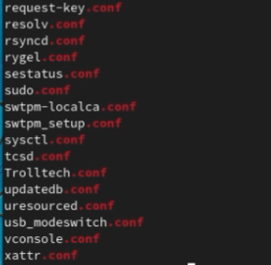 request-key.conf
resolv.conf
rsyncd.conf
rygel.conf
sestatus.conf
sudo.conf
swtpm-localca.conf
swtpm_setup.conf
sysctl.conf
tcsd.conf
Trolltech.conf
updatedb.conf
uresourced.conf
usb_modeswitch.conf
vconsole.conf
xattr.conf